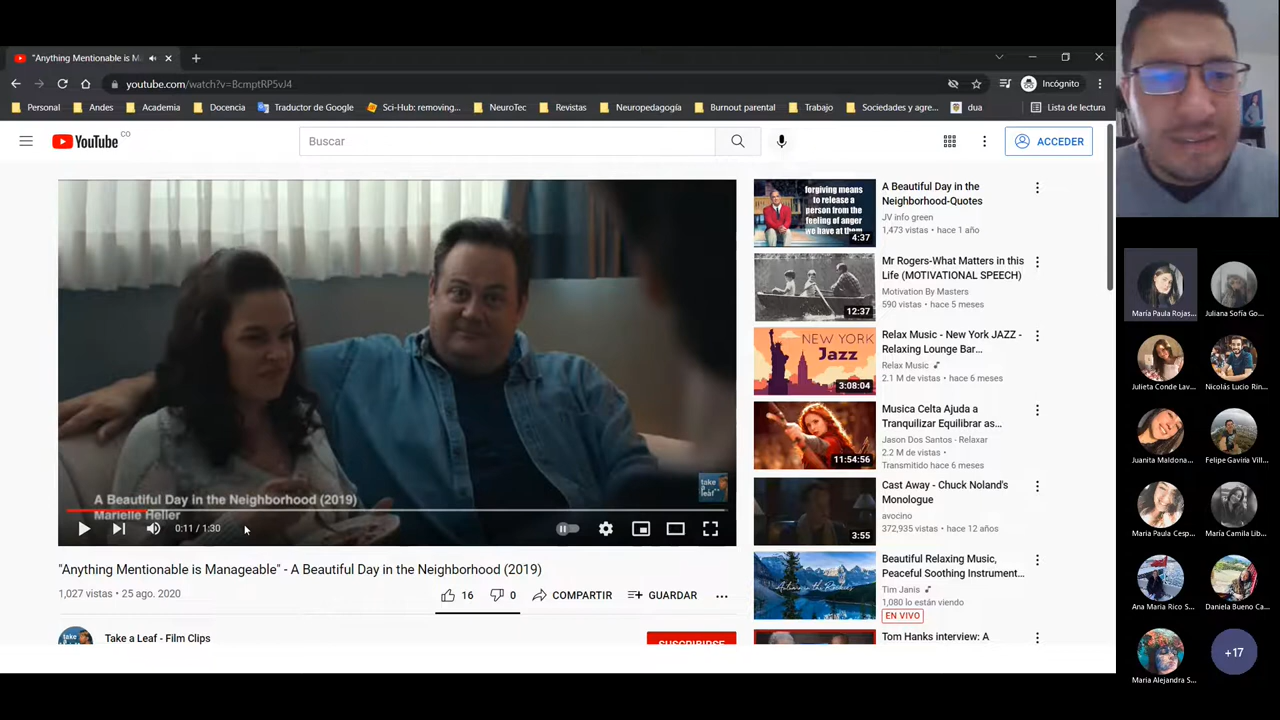 "Anything Mentionable is M
youtube.com/watch?v=BcmptRP5vJ4
Incógnito
Personal
Andes
Academia
Docencia
Traductor de Google
Sci-Hub: removing...
NeuroTec
Revistas
Neuropedagogía
Burnout parental
Trabajo
Sociedades y agre...
dua
Lista de lectura
YouTube
CO
Buscar
ACCEDER
A Beautiful Day in the Neighborhood (2019)
Marielle Heller
take a leaf
0:11 / 1:30
"Anything Mentionable is Manageable" - A Beautiful Day in the Neighborhood (2019)
1,027 vistas • 25 ago. 2020
16
0
COMPARTIR
GUARDAR
...
Take a Leaf - Film Clips
SUSCRIBIRSE
forgiving means
to release a
person from the
feeling of anger
we have at them
4:37
A Beautiful Day in the
Neighborhood-Quotes
JV info green
1,473 vistas • hace 1 año
12:37
Mr Rogers-What Matters in this
Life (MOTIVATIONAL SPEECH)
Motivation By Masters
590 vistas • hace 5 meses
NEW YORK
Jazz
3:08:04
Relax Music - New York JAZZ -
Relaxing Lounge Bar...
Relax Music
2.1 M de vistas • hace 6 meses
11:54:56
Musica Celta Ajuda a
Tranquilizar Equilibrar as...
Jason Dos Santos - Relaxar
2.2 M de vistas •
Transmitido hace 6 meses
3:55
Cast Away - Chuck Noland's
Monologue
avocino
372,935 vistas • hace 12 años
Beautiful Relaxing Music,
Peaceful Soothing Instrument...
Tim Janis
1,080 lo están viendo
EN VIVO
Tom Hanks interview: A
María Paula Rojas...
Juliana Sofía Go...
Julieta Conde Lav...
Nicolás Lucio Rin...
Juanita Maldona...
Felipe Gaviria Vill...
María Paula Cesp...
María Camila Lib...
Ana Maria Rico S...
Daniela Bueno Ca...
Maria Alejandra S...
+17